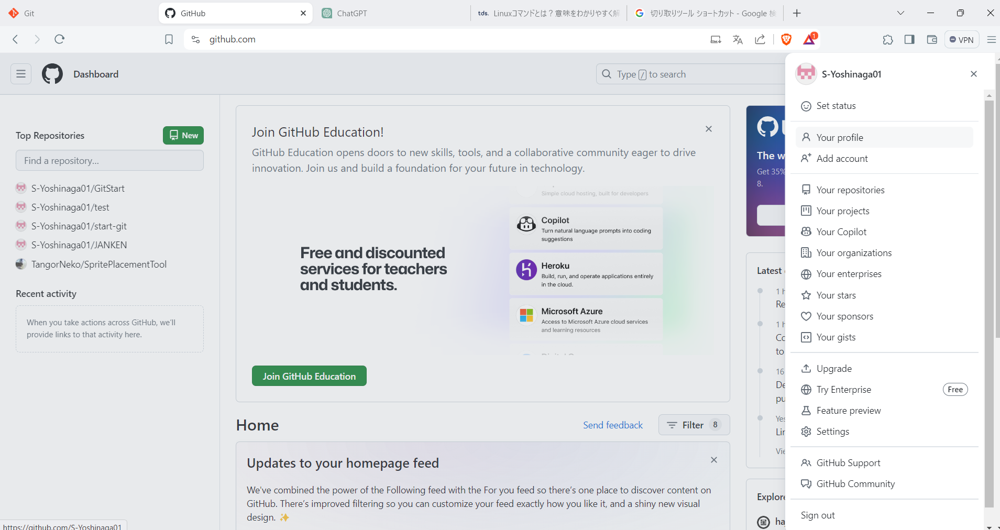 Git
GitHub
ChatGPT
tds. Linuxコマンドとは？意味をわかりやすく解
切り取りツール ショートカット - Google 検
github.com
1
VPN
Dashboard
Type / to search
S-Yoshinaga01
Set status
Your profile
Add account
Your repositories
Your projects
Your Copilot
Your organizations
Your enterprises
Your stars
Your sponsors
Your gists
Upgrade
Try Enterprise
Free
Feature preview
Settings
GitHub Support
GitHub Community
Sign out
Top Repositories
New
Find a repository...
S-Yoshinaga01/GitStart
S-Yoshinaga01/test
S-Yoshinaga01/start-git
S-Yoshinaga01/JANKEN
TangorNeko/SpritePlacementTool
Recent activity
When you take actions across GitHub, we'll
provide links to that activity here.
Join GitHub Education!
GitHub Education opens doors to new skills, tools, and a collaborative community eager to drive
innovation. Join us and build a foundation for your future in technology.
Free and discounted
services for teachers
and students.
Simple cloud hosting, built for developers
Copilot
Turn natural language prompts into coding
suggestions
Heroku
Build, run, and operate applications entirely
in the cloud.
Microsoft Azure
Access to Microsoft Azure cloud services
and learning resources
Join GitHub Education
Home
Send feedback
Filter 8
Updates to your homepage feed
We've combined the power of the Following feed with the For you feed so there's one place to discover content on
GitHub. There's improved filtering so you can customize your feed exactly how you like it, and a shiny new visual
design. ✨
The w
Get 35%
8.
Latest
1 h
Re
1 h
Co
to
16
De
pu
Yes
Lin
Vie
Explore
ha
https://github.com/S-Yoshinaga01